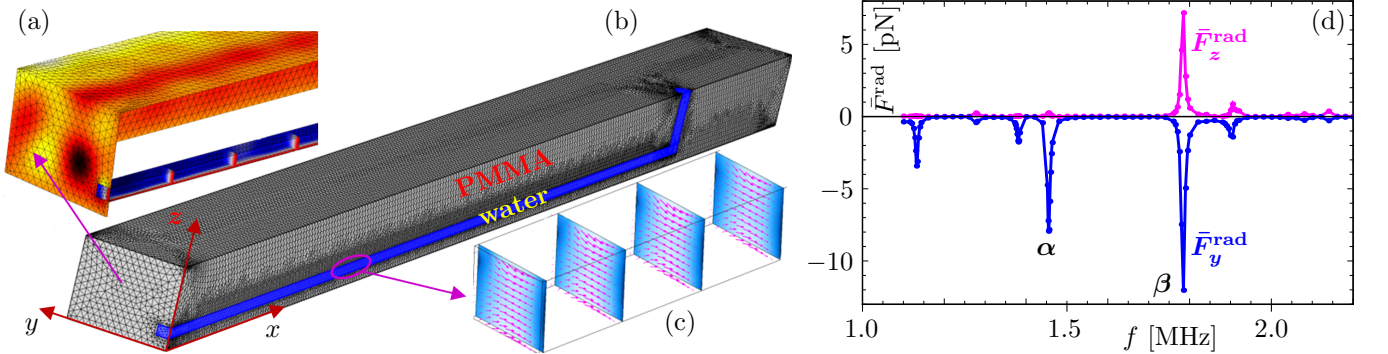 (a)
(b)
PMMA
water
z
y
x
(c)
(d)
F̄^rad [pN]
5
0
−5
−10
F̄_z^rad
F̄_y^rad
α
β
1.0
1.5
2.0
f [MHz]